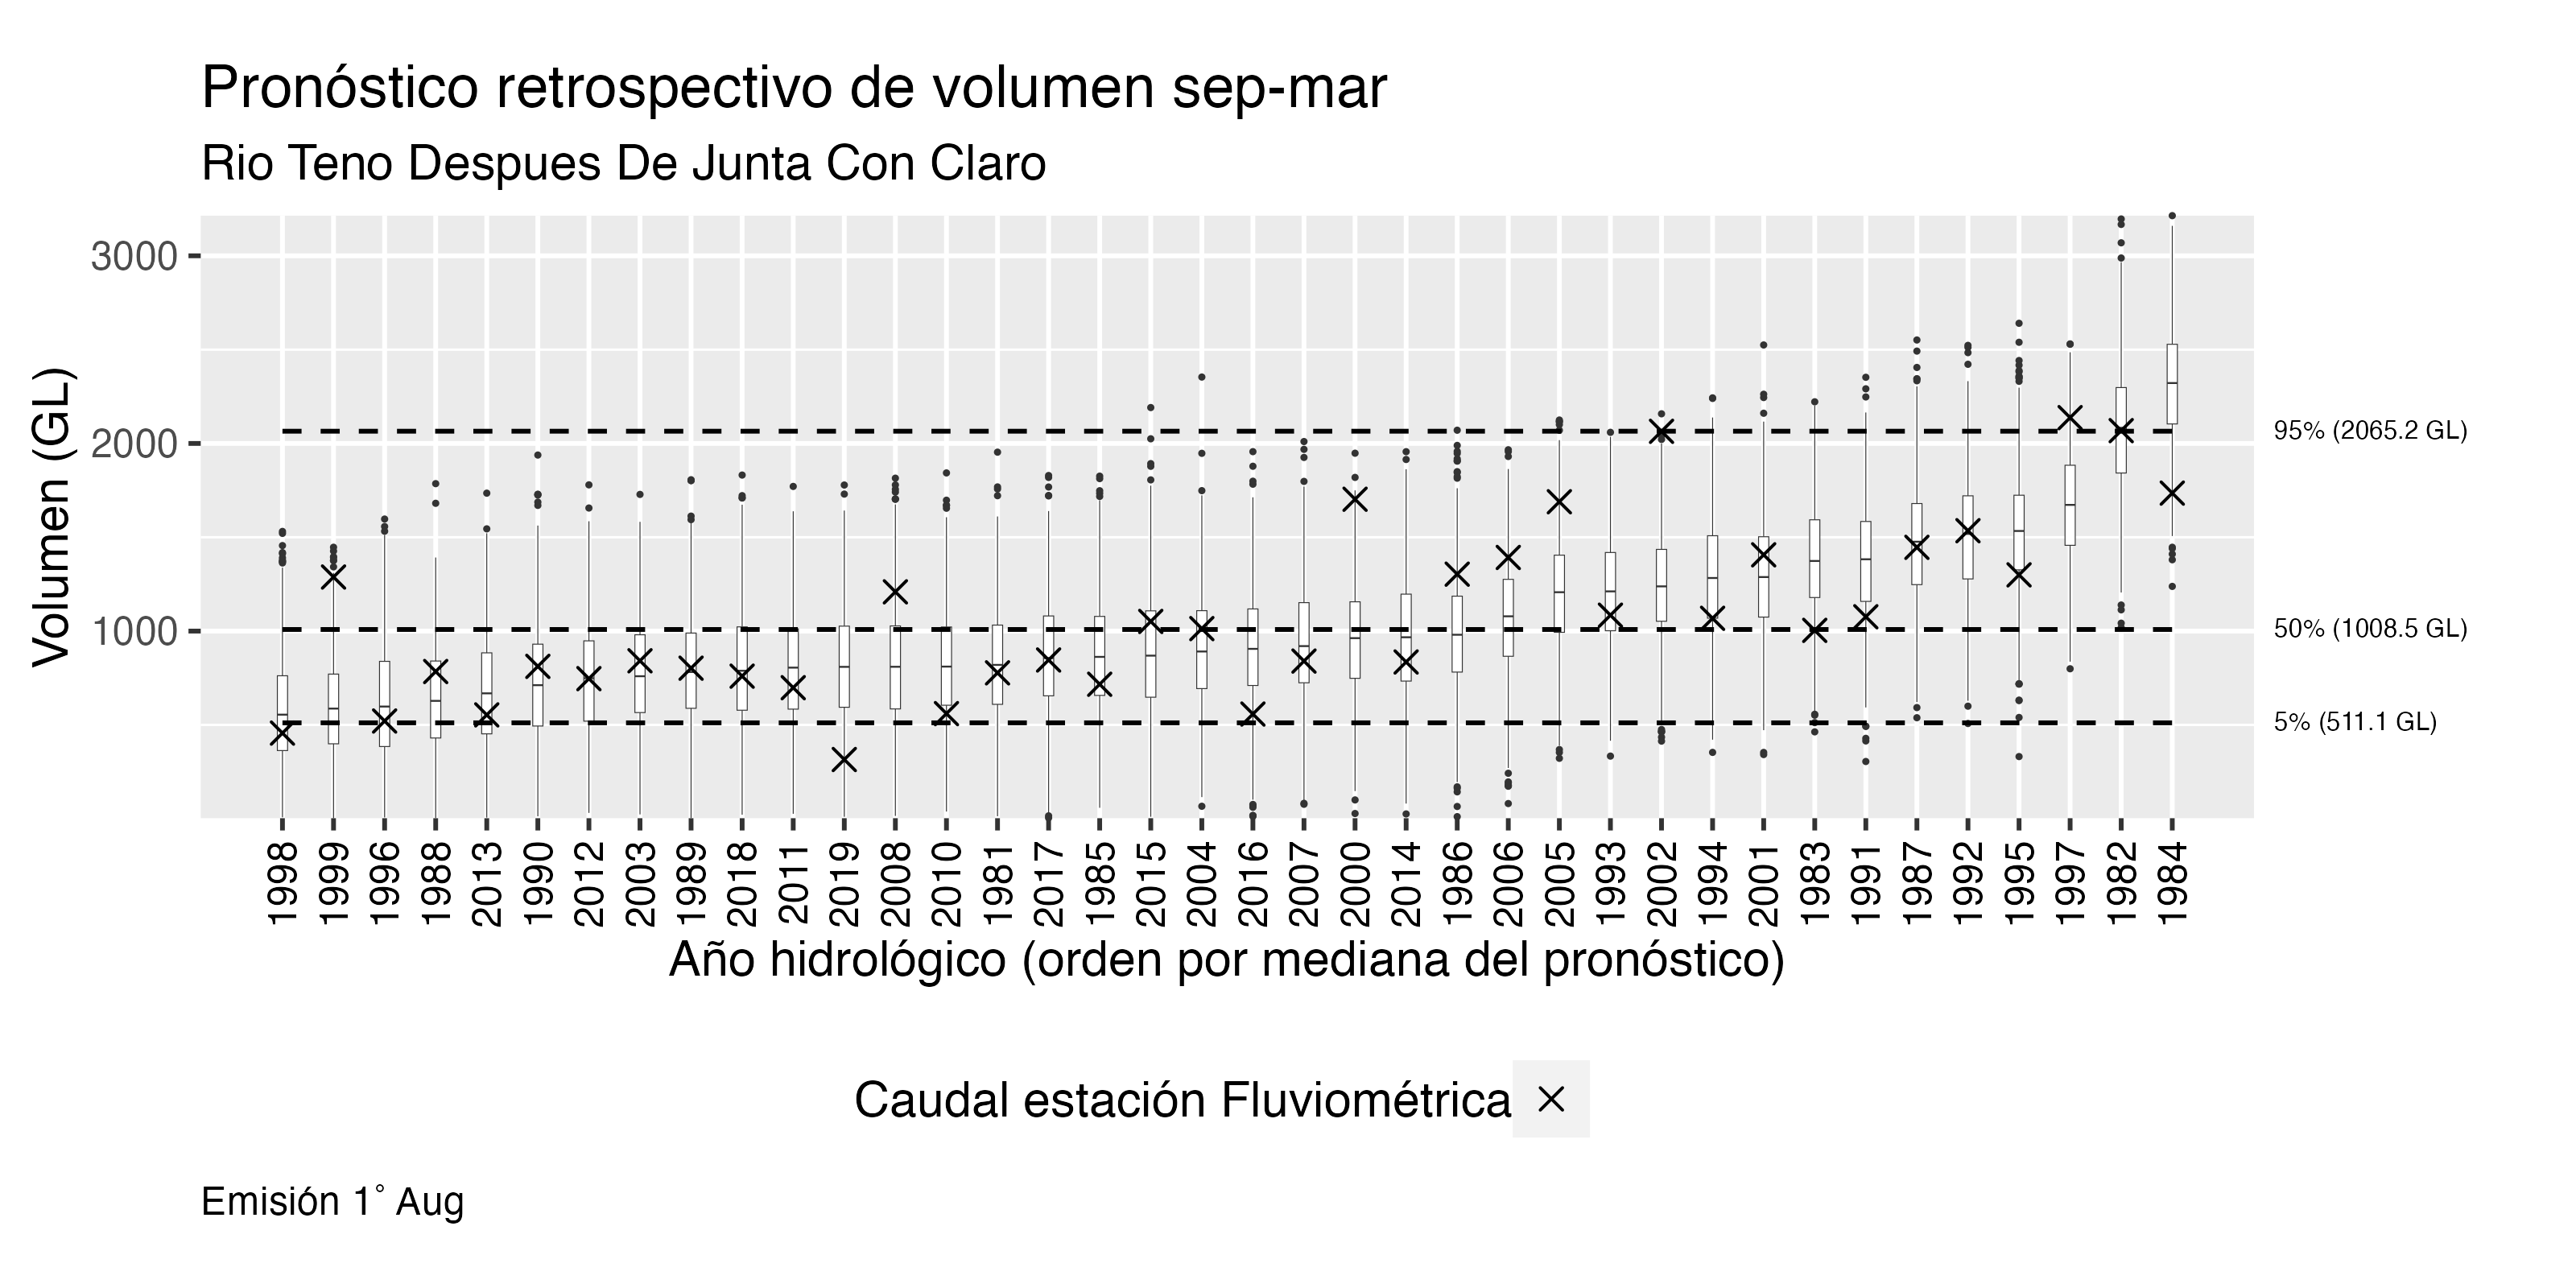 Pronóstico retrospectivo de volumen sep-mar
Rio Teno Despues De Junta Con Claro
Volumen (GL)
3000
2000
1000
95% (2065.2 GL)
50% (1008.5 GL)
5% (511.1 GL)
1998 1999 1996 1988 2013 1990 2012 2003 1989 2018 2011 2019 2008 2010 1981 2017 1985 2015 2004 2016 2007 2000 2014 1986 2006 2005 1993 2002 1994 2001 1983 1991 1987 1992 1995 1997 1982 1984
Año hidrológico (orden por mediana del pronóstico)
Caudal estación Fluviométrica
Emisión 1° Aug